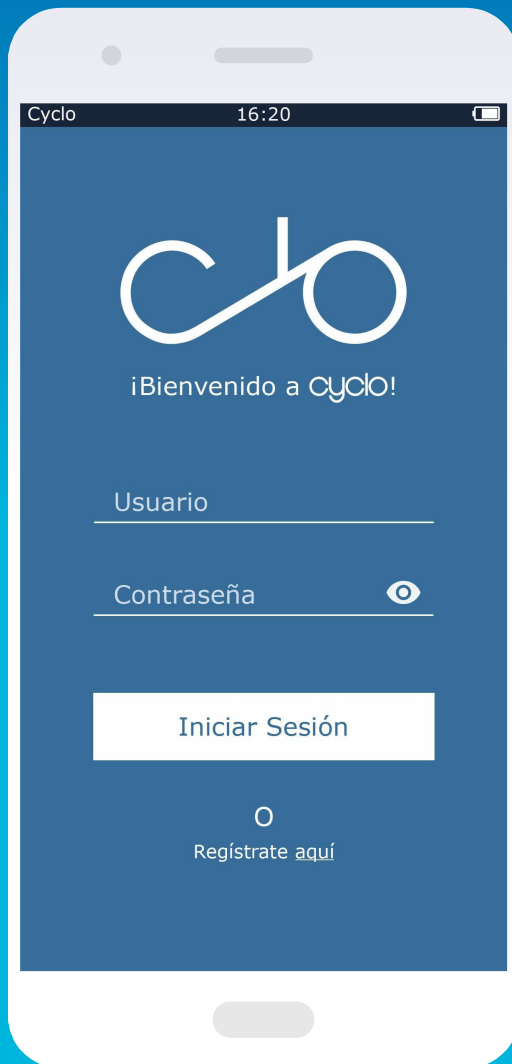 Cyclo 16:20
¡Bienvenido a cyclo!
Usuario
Contraseña
Iniciar Sesión
O
Regístrate aquí